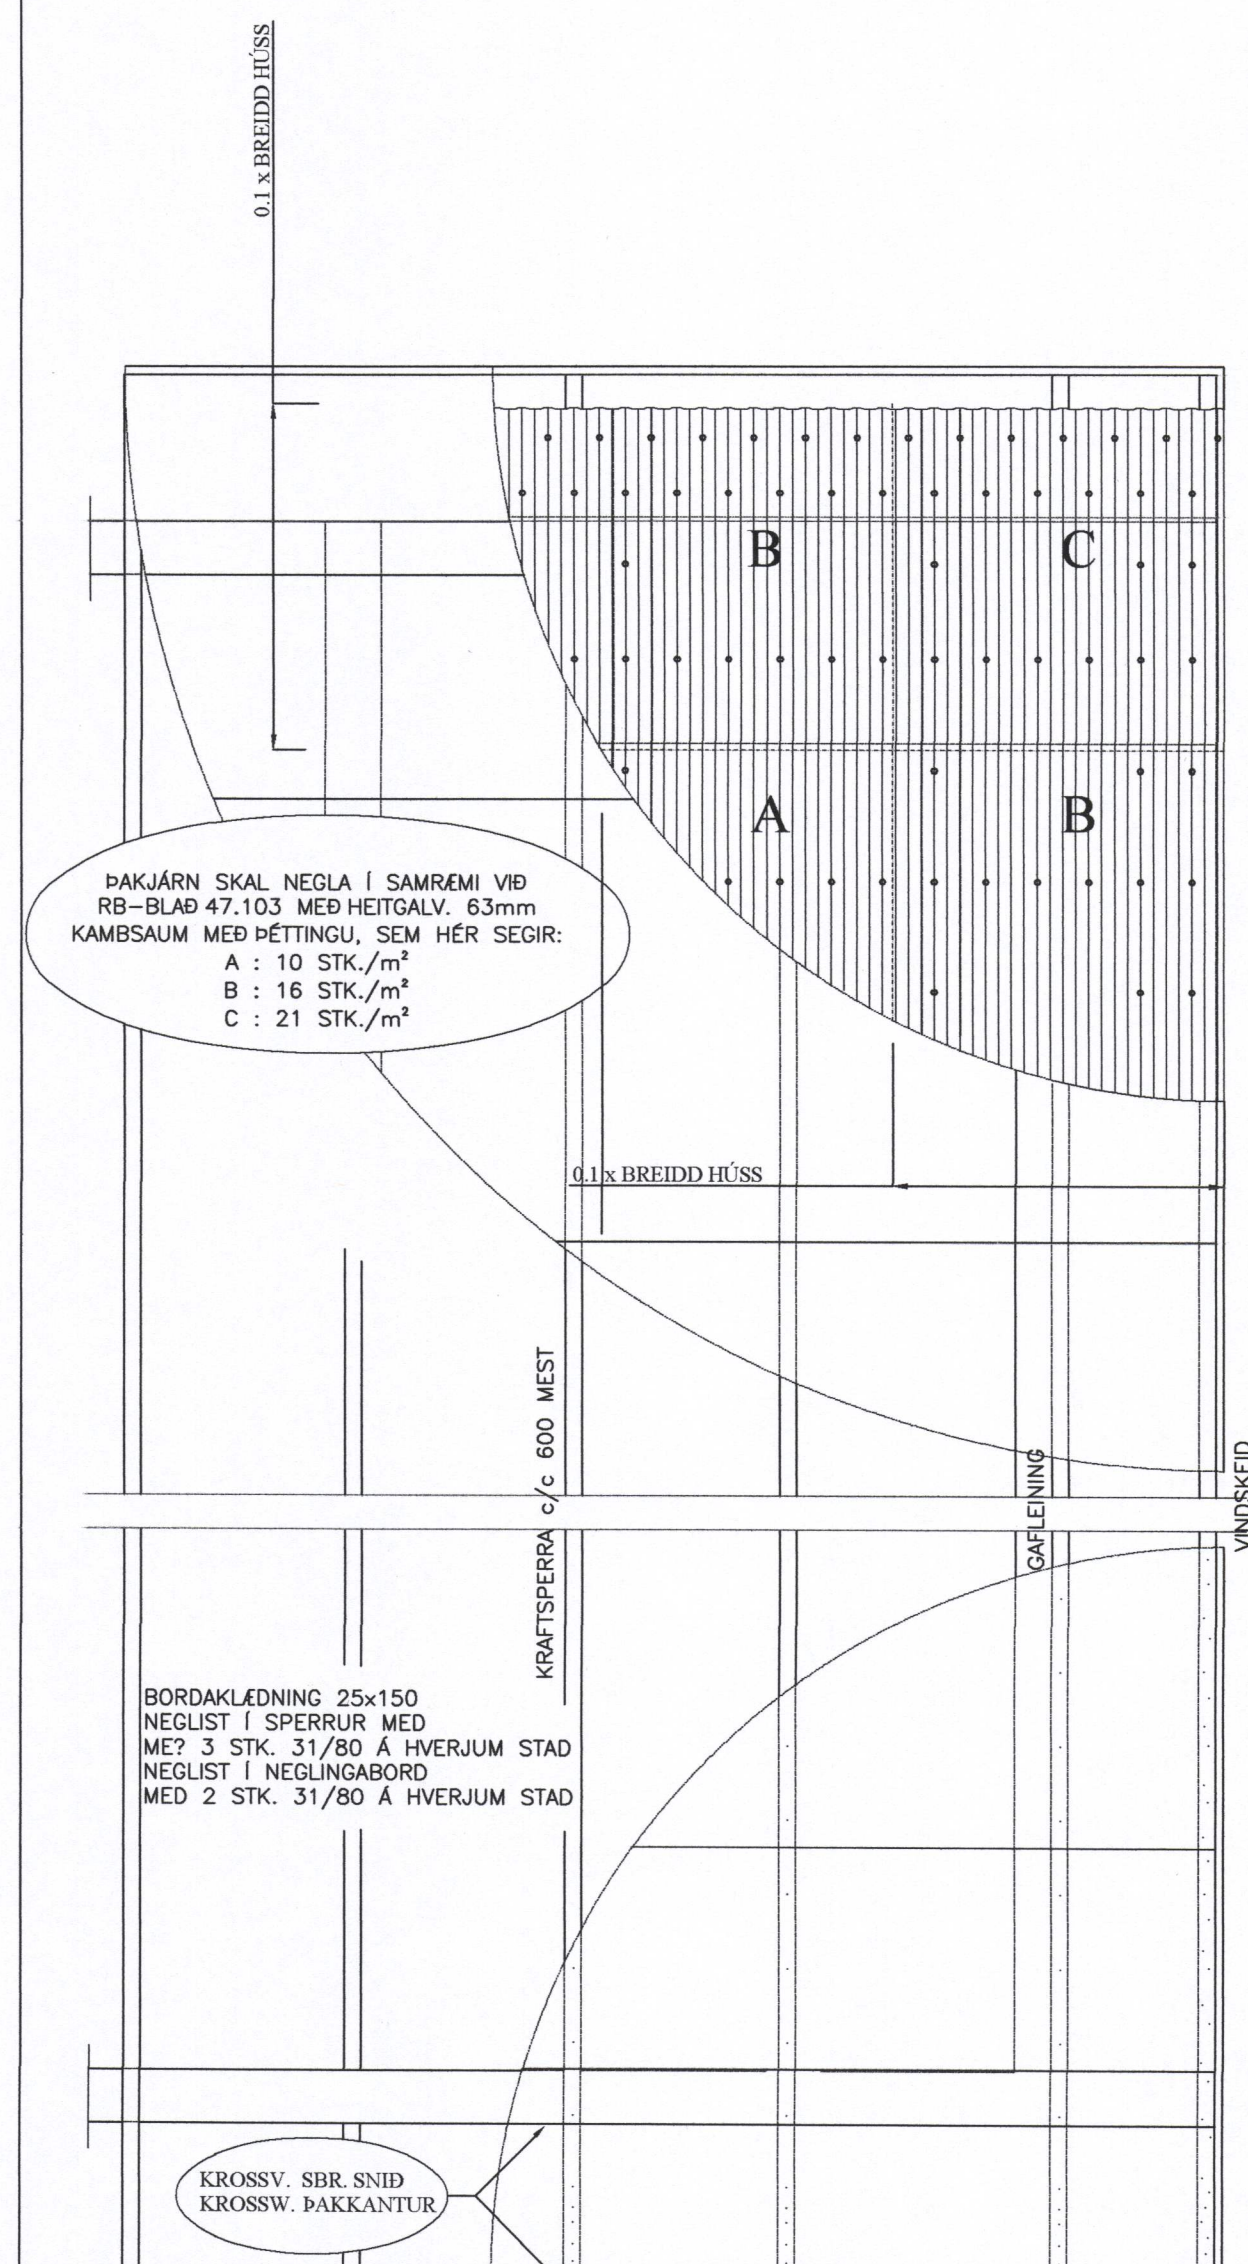 0.1 x BREIDD HÚSS
B
C
A
B
ÞAKJÁRN SKAL NEGLA Í SAMRÆMI VIÐ
RB-BLAÐ 47.103 MEÐ HEITGALV. 63mm
KAMBSAUM MEÐ ÞÉTTINGU, SEM HÉR SEGIR:
A : 10 STK./m²
B : 16 STK./m²
C : 21 STK./m²
0.1 x BREIDD HÚSS
KRAFTSPERRA c/c 600 MEST
GAFLEINING
VINDSKEID
BORDAKLÆDNING 25x150
NEGLIST Í SPERRUR MED
ME? 3 STK. 31/80 Á HVERJUM STAD
NEGLIST Í NEGLINGABORD
MED 2 STK. 31/80 Á HVERJUM STAD
KROSSV. SBR. SNIÐ
KROSSW. ÞAKKANTUR